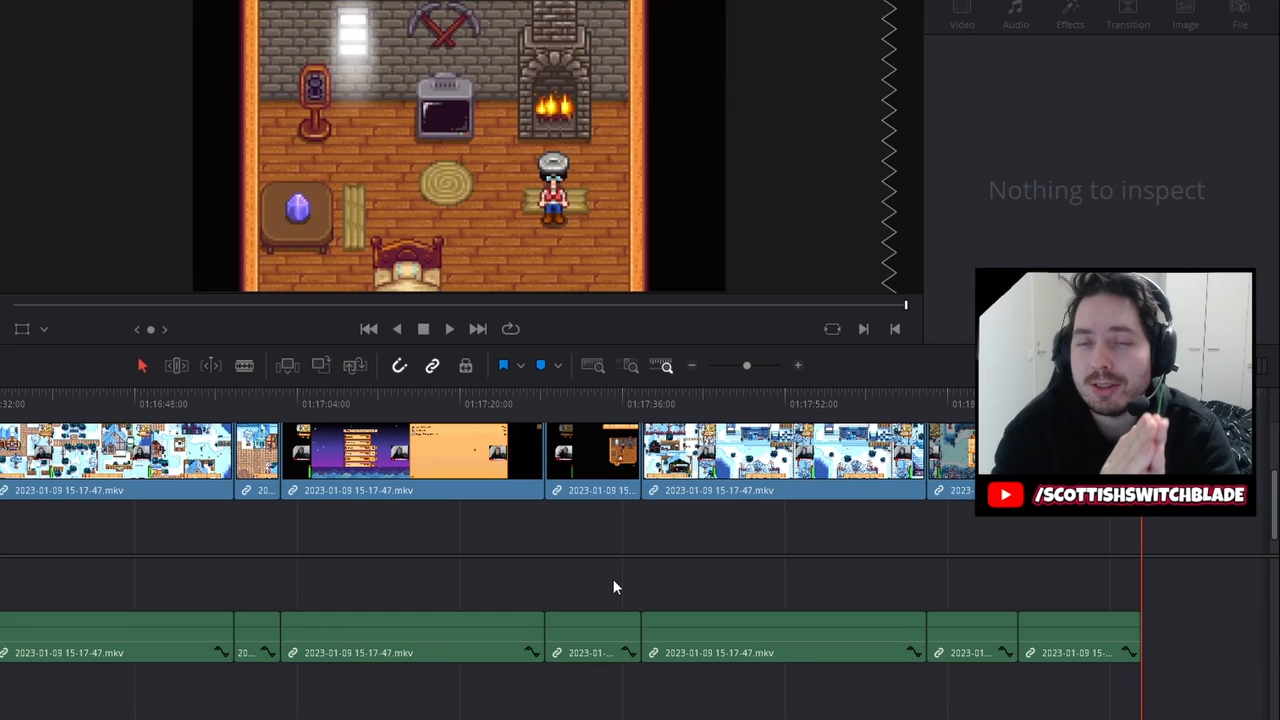 Video Audio Effects Transition Image File
Nothing to inspect
:32:00 01:16:48:00 01:17:04:00 01:17:20:00 01:17:36:00 01:17:52:00 01:18
2023-01-09 15-17-47.mkv 20... 2023-01-09 15-17-47.mkv 2023-01-09 15... 2023-01-09 15-17-47.mkv 2023-01-09
/SCOTTISHSWITCHBLADE
2023-01-09 15-17-47.mkv 20... 2023-01-09 15-17-47.mkv 2023-01-... 2023-01-09 15-17-47.mkv 2023-01... 2023-01-09 15-...